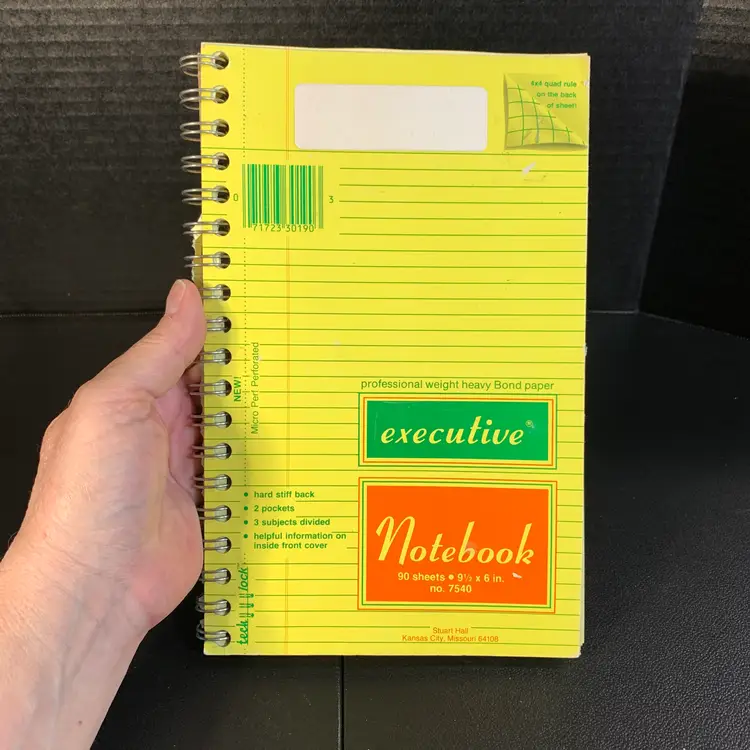 4x4 quad rule
on the back
of sheet!
0 71723 30190 3
professional weight heavy Bond paper
NEW!
Micro Perf Perforated
executive®
• hard stiff back
• 2 pockets
• 3 subjects divided
• helpful information on
inside front cover
Notebook
90 sheets • 9½ x 6 in.
no. 7540
teck lock
Stuart Hall
Kansas City, Missouri 64108